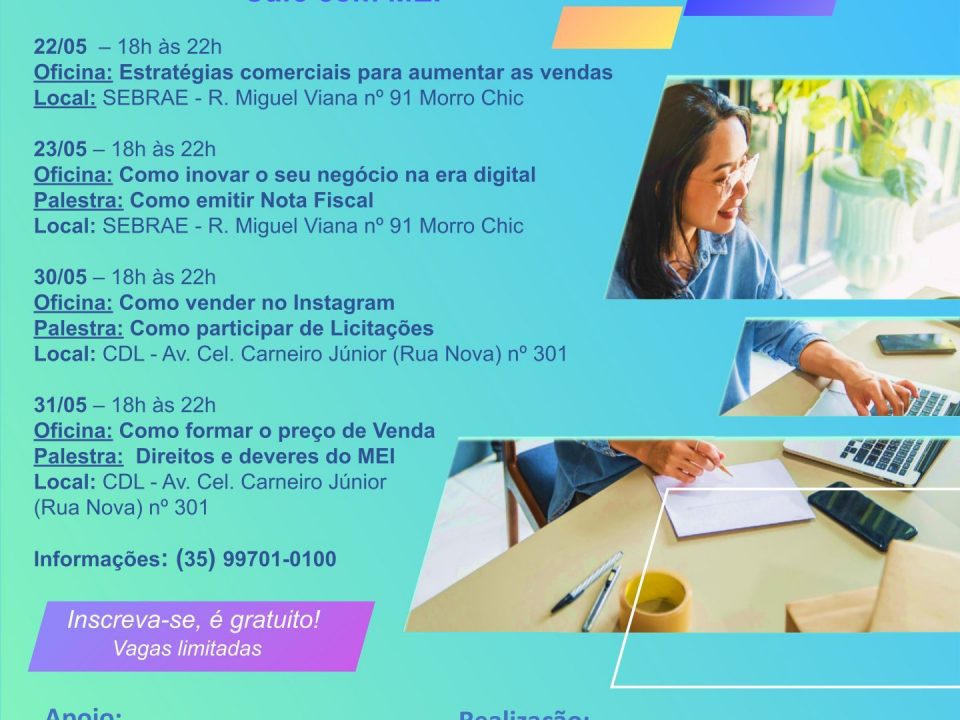 22/05 – 18h às 22h
Oficina: Estratégias comerciais para aumentar as vendas
Local: SEBRAE - R. Miguel Viana nº 91 Morro Chic
23/05 – 18h às 22h
Oficina: Como inovar o seu negócio na era digital
Palestra: Como emitir Nota Fiscal
Local: SEBRAE - R. Miguel Viana nº 91 Morro Chic
30/05 – 18h às 22h
Oficina: Como vender no Instagram
Palestra: Como participar de Licitações
Local: CDL - Av. Cel. Carneiro Júnior (Rua Nova) nº 301
31/05 – 18h às 22h
Oficina: Como formar o preço de Venda
Palestra: Direitos e deveres do MEI
Local: CDL - Av. Cel. Carneiro Júnior
(Rua Nova) nº 301
Informações: (35) 99701-0100
Inscreva-se, é gratuito!
Vagas limitadas
Apoio:
Realização: